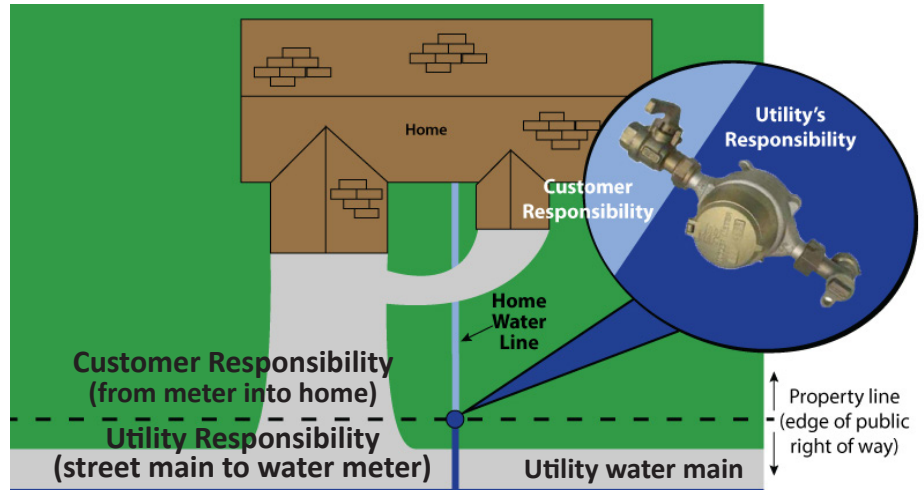 Home
Utility's
Responsibility
Customer
Responsibility
Home
Water
Line
Customer Responsibility
(from meter into home)
Property line
(edge of public
right of way)
Utility Responsibility
(street main to water meter)
Utility water main